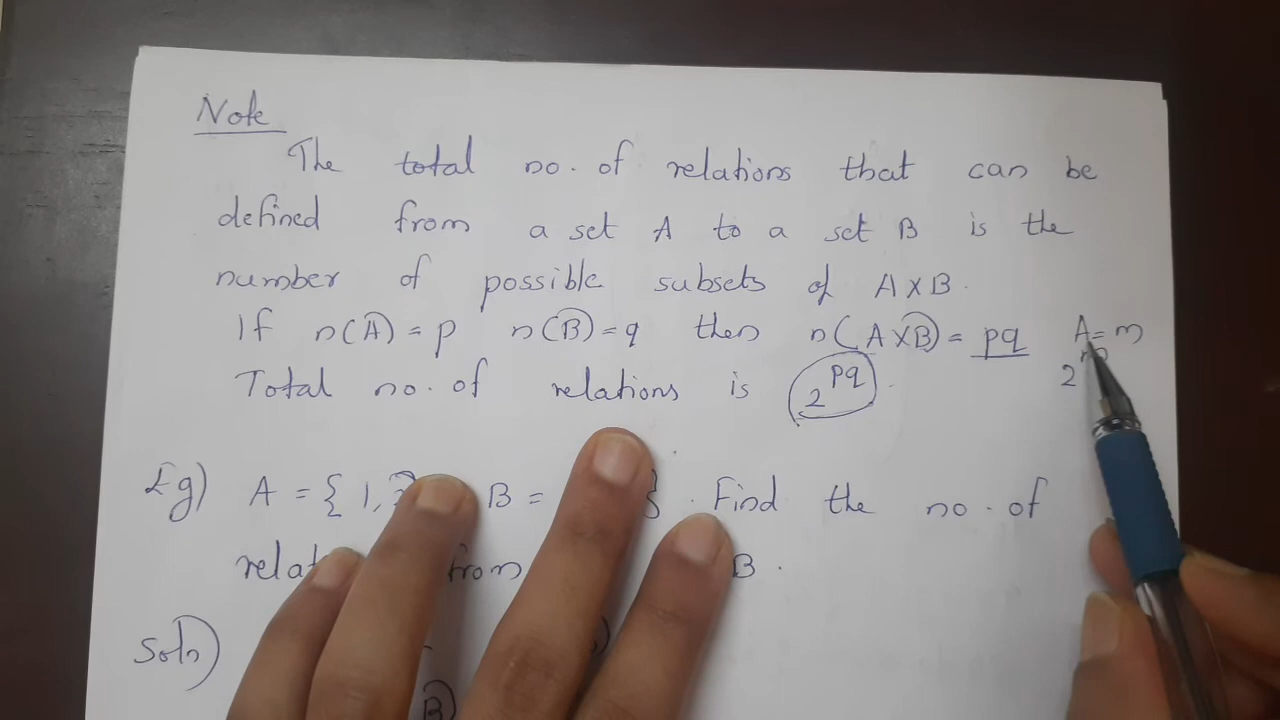 Note
The total no. of relations that can be
defined from a set A to a set B is the
number of possible subsets of A×B.
If n(A) = p n(B) = q then n(A×B) = pq A = m
Total no. of relations is 2^pq. 2^m
Eg) A = {1, B = }. Find the no. of
from B.
Soln)
B)